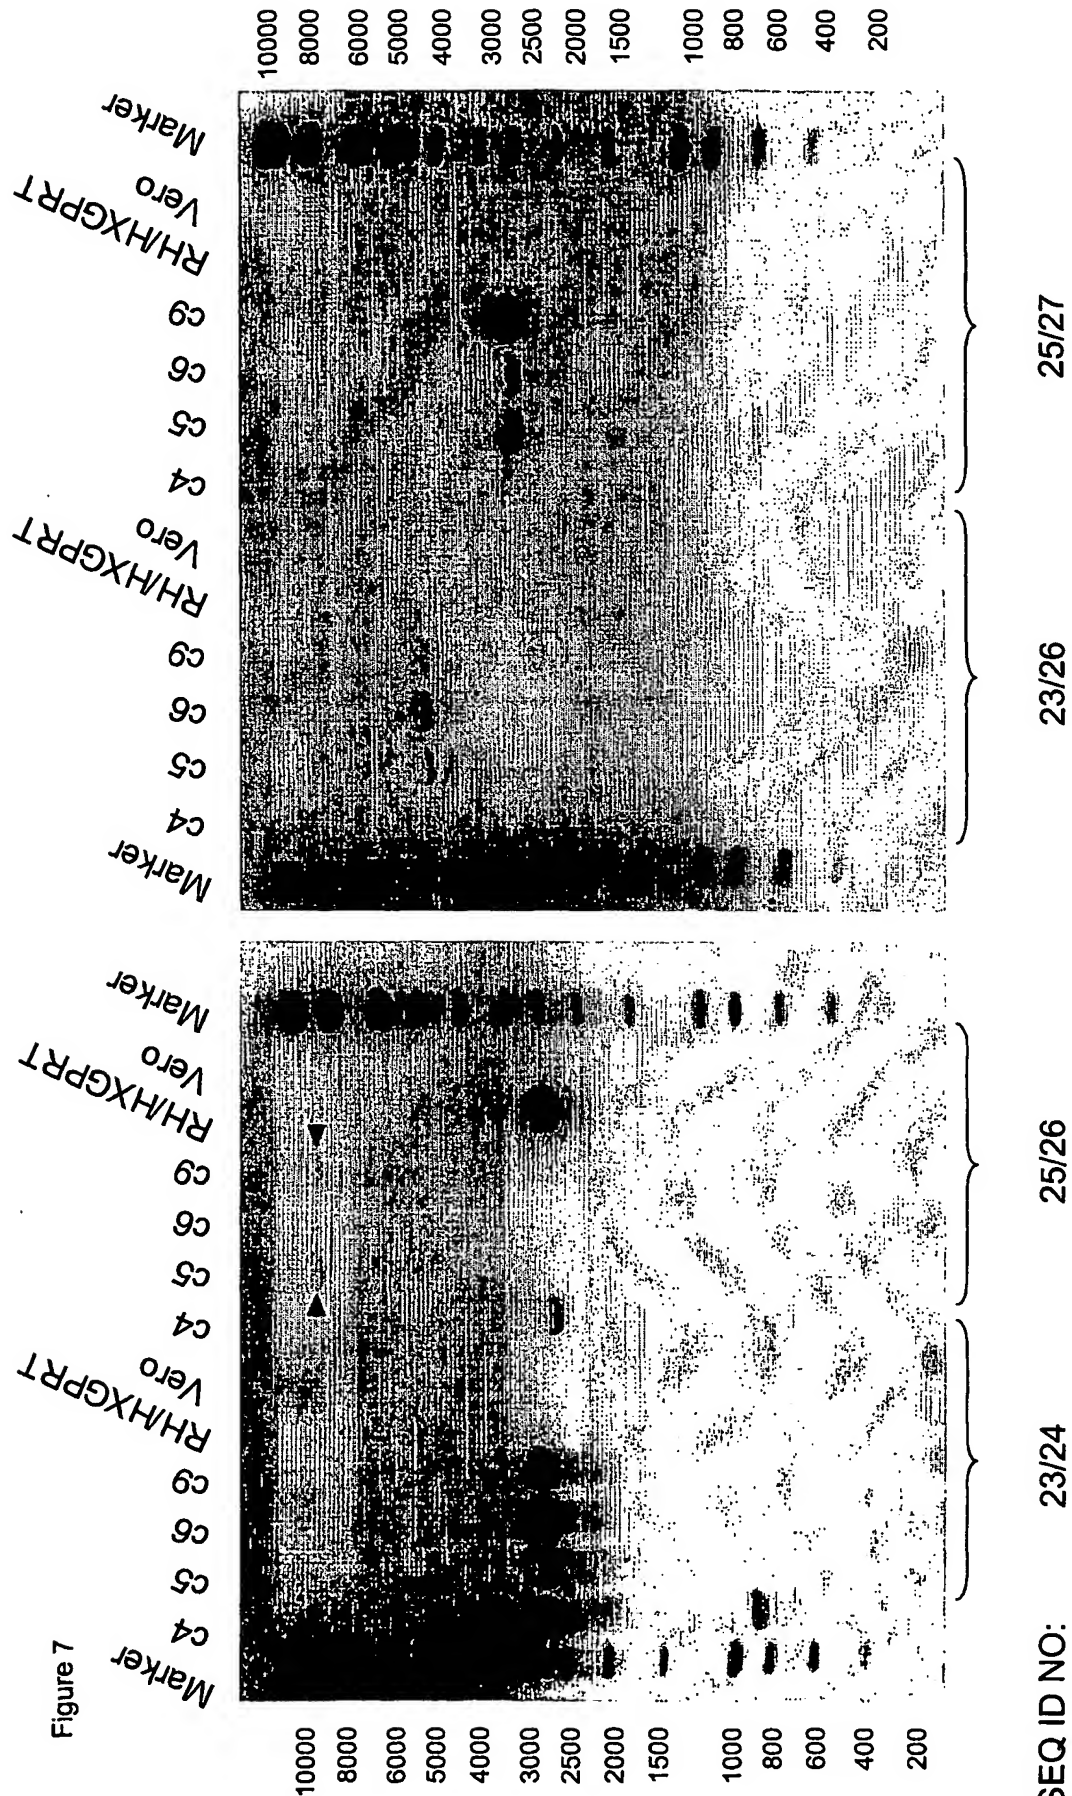 Figure 7
Marker
c4
c5
c6
c9
RH/HXGPRT
Vero
c4
c5
c6
c9
RH/HXGPRT
Vero
Marker
Marker
c4
c5
c6
c9
RH/HXGPRT
Vero
c4
c5
c6
c9
RH/HXGPRT
Vero
Marker
10000
8000
6000
5000
4000
3000
2500
2000
1500
1000
800
600
400
200
10000
8000
6000
5000
4000
3000
2500
2000
1500
1000
800
600
400
200
SEQ ID NO: 23/24 25/26 23/26 25/27